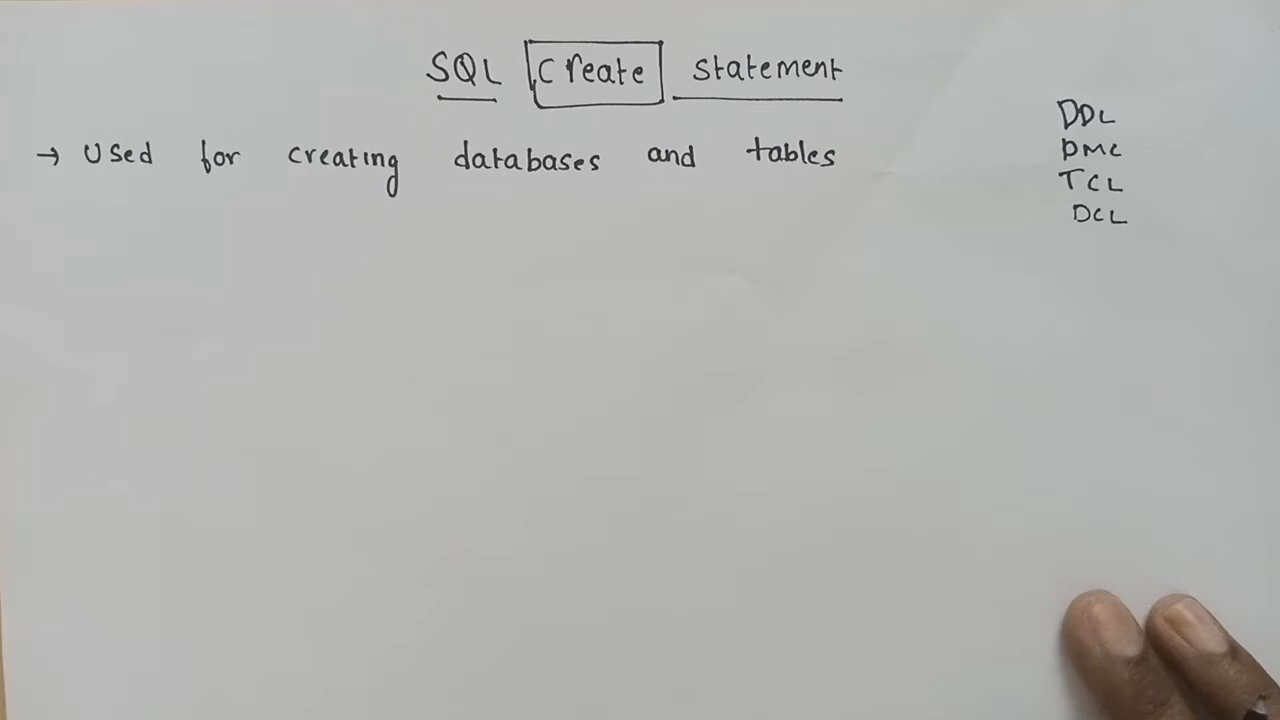 SQL create statement
→ Used for creating databases and tables
DDL
DML
TCL
DCL